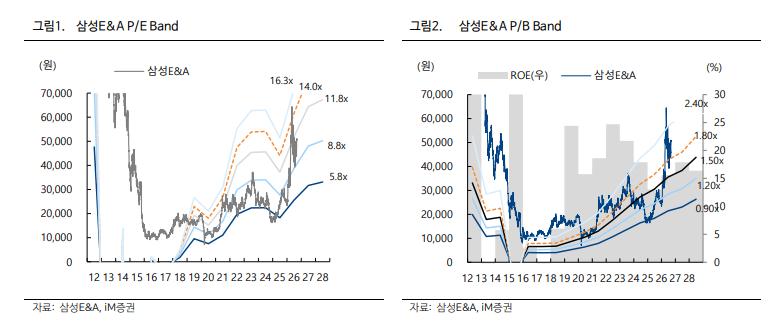 그림1. 삼성E&A P/E Band
(원)
삼성E&A
16.3x
14.0x
11.8x
8.8x
5.8x
70,000
60,000
50,000
40,000
30,000
20,000
10,000
0
12 13 14 15 16 17 18 19 20 21 22 23 24 25 26 27 28
자료: 삼성E&A, iM증권
그림2. 삼성E&A P/B Band
(원)
(%)
ROE(우)
삼성E&A
2.40x
1.80x
1.50x
1.20x
0.90x
70,000
60,000
50,000
40,000
30,000
20,000
10,000
0
30
25
20
15
10
5
0
12 13 14 15 16 17 18 19 20 21 22 23 24 25 26 27 28
자료: 삼성E&A, iM증권